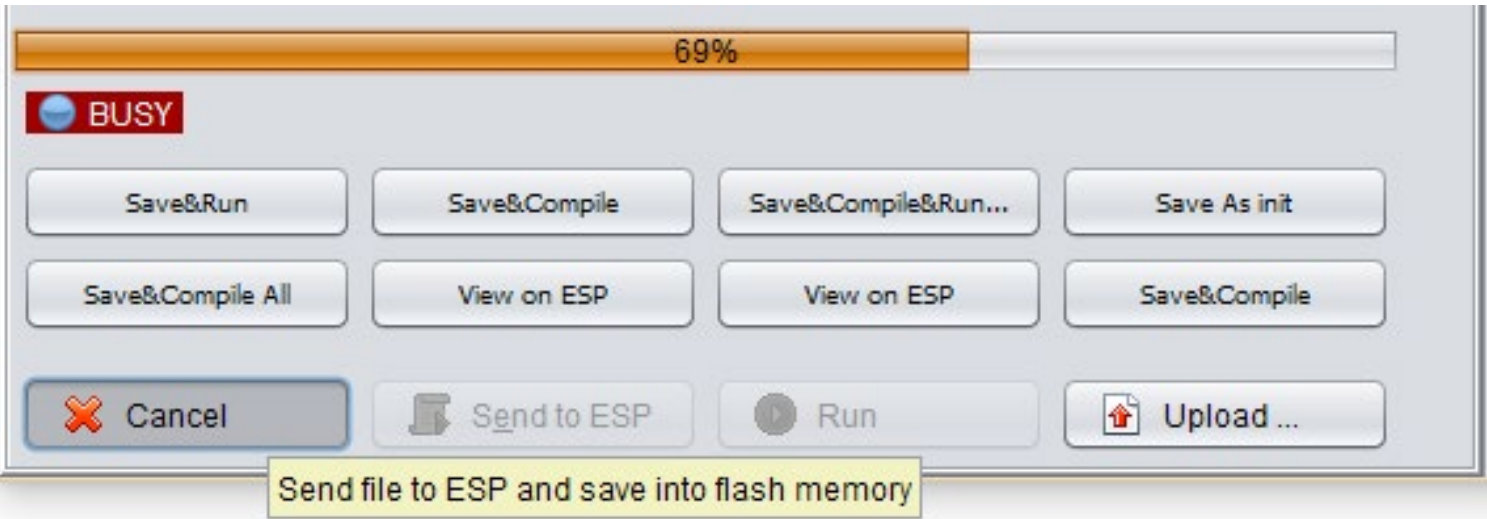 69%
BUSY
Save&Run Save&Compile Save&Compile&Run... Save As init
Save&Compile All View on ESP View on ESP Save&Compile
Cancel Send to ESP Run Upload ...
Send file to ESP and save into flash memory